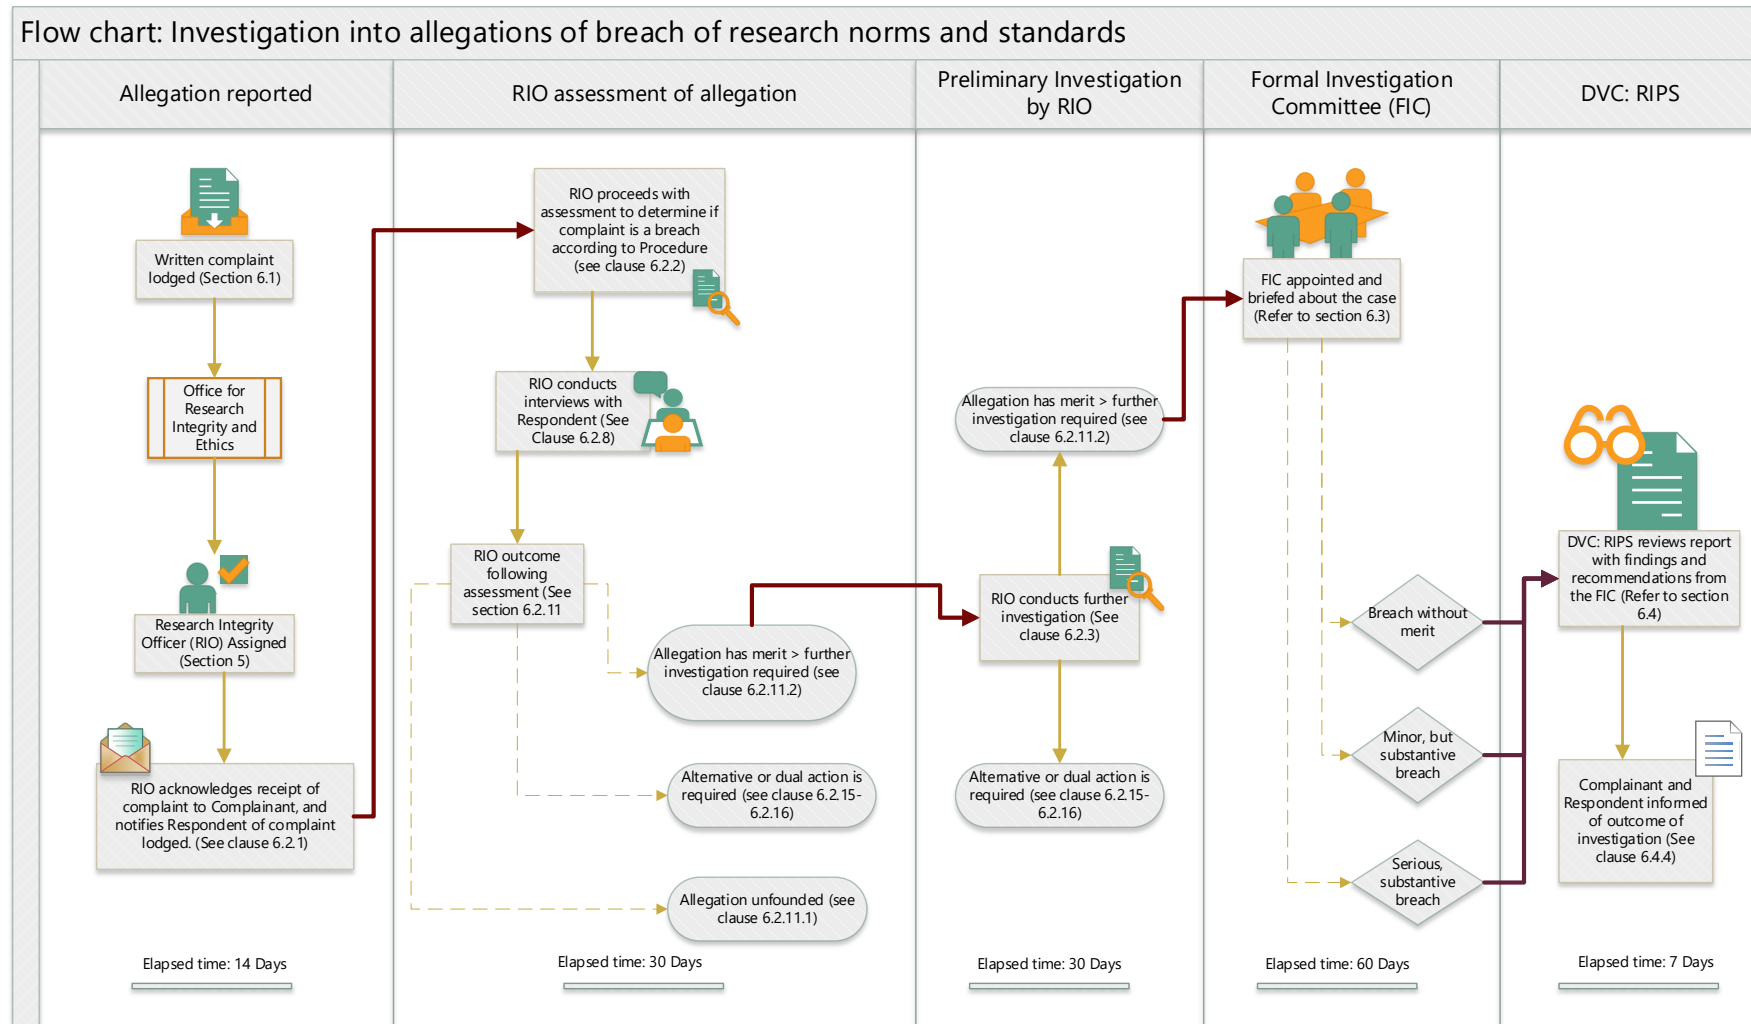 Flow chart: Investigation into allegations of breach of research norms and standards
Allegation reported
RIO assessment of allegation
Preliminary Investigation
by RIO
Formal Investigation
Committee (FIC)
DVC: RIPS
Written complaint
lodged (Section 6.1)
Office for
Research
Integrity and
Ethics
Research Integrity
Officer (RIO) Assigned
(Section 5)
RIO acknowledges receipt of
complaint to Complainant, and
notifies Respondent of complaint
lodged. (See clause 6.2.1)
Elapsed time: 14 Days
RIO proceeds with
assessment to determine if
complaint is a breach
according to Procedure
(see clause 6.2.2)
RIO conducts
interviews with
Respondent (See
Clause 6.2.8)
RIO outcome
following
assessment (See
section 6.2.11
Allegation has merit > further
investigation required (see
clause 6.2.11.2)
Alternative or dual action is
required (see clause 6.2.15-
6.2.16)
Allegation unfounded (see
clause 6.2.11.1)
Elapsed time: 30 Days
Allegation has merit > further
investigation required (see
clause 6.2.11.2)
RIO conducts further
investigation (See
clause 6.2.3)
Alternative or dual action is
required (see clause 6.2.15-
6.2.16)
Elapsed time: 30 Days
FIC appointed and
briefed about the case
(Refer to section 6.3)
Breach without
merit
Minor, but
substantive
breach
Serious,
substantive
breach
Elapsed time: 60 Days
DVC: RIPS reviews report
with findings and
recommendations from
the FIC (Refer to section
6.4)
Complainant and
Respondent informed
of outcome of
investigation (See
clause 6.4.4)
Elapsed time: 7 Days